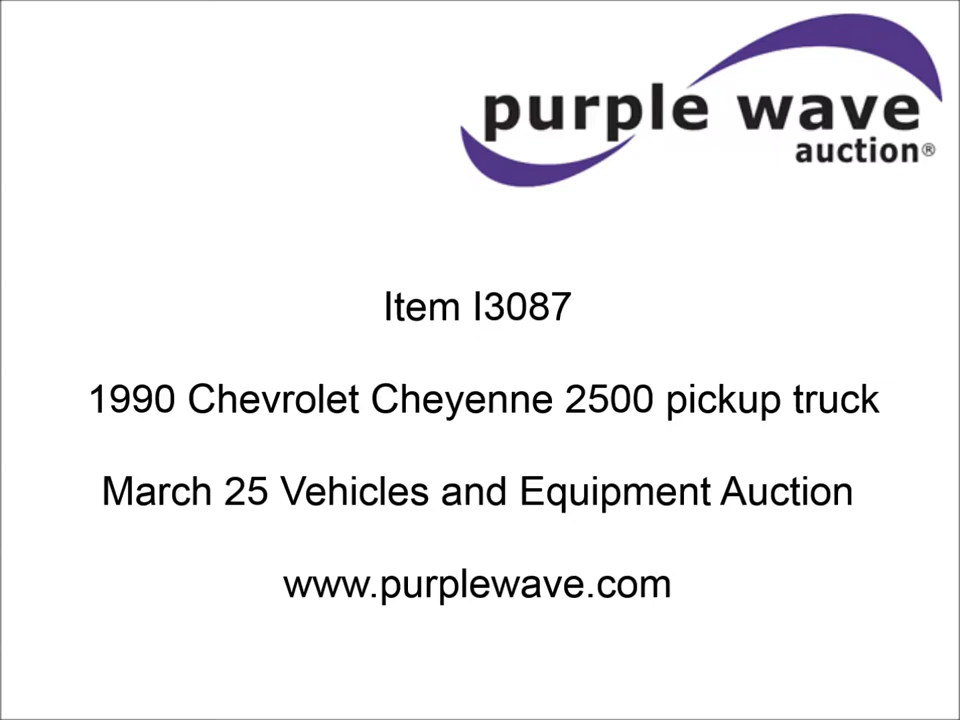 purple wave
auction®
Item I3087
1990 Chevrolet Cheyenne 2500 pickup truck
March 25 Vehicles and Equipment Auction
www.purplewave.com